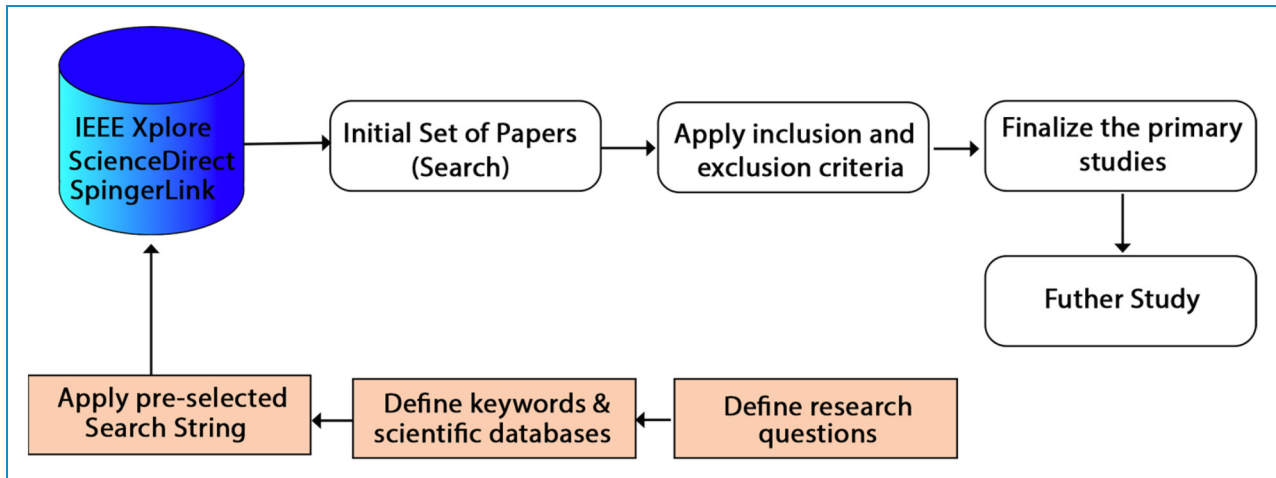 IEEE Xplore
ScienceDirect
SpingerLink
Initial Set of Papers
(Search)
Apply inclusion and
exclusion criteria
Finalize the primary
studies
Futher Study
Apply pre-selected
Search String
Define keywords &
scientific databases
Define research
questions